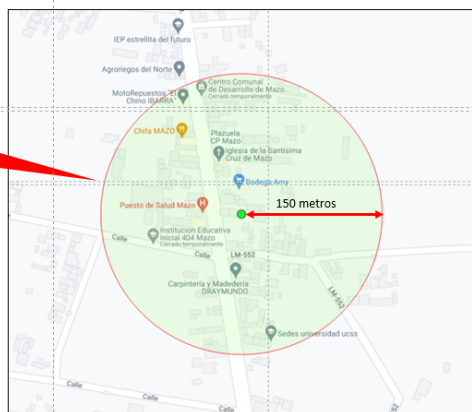 IEP estrellita del futuro
Agroriegos del Norte
Centro Comunal
de Desarrollo de Mazo...
Cerrado temporalmente
MotoRepuestos "El
Chino IBARRA"
Chifa MAZO
Plazuela
CP Mazo
Iglesia de la Santisima
Cruz de Mazo
Bodega Amy
Puesto de Salud Mazo
150 metros
Institucion Educativa
Inicial 404 Mazo
Cerrado temporalmente
Calle
LM-552
LM-552
Carpintería y Maderería
DRAYMUNDO
Sedes universidad ucss
Calle
Calle